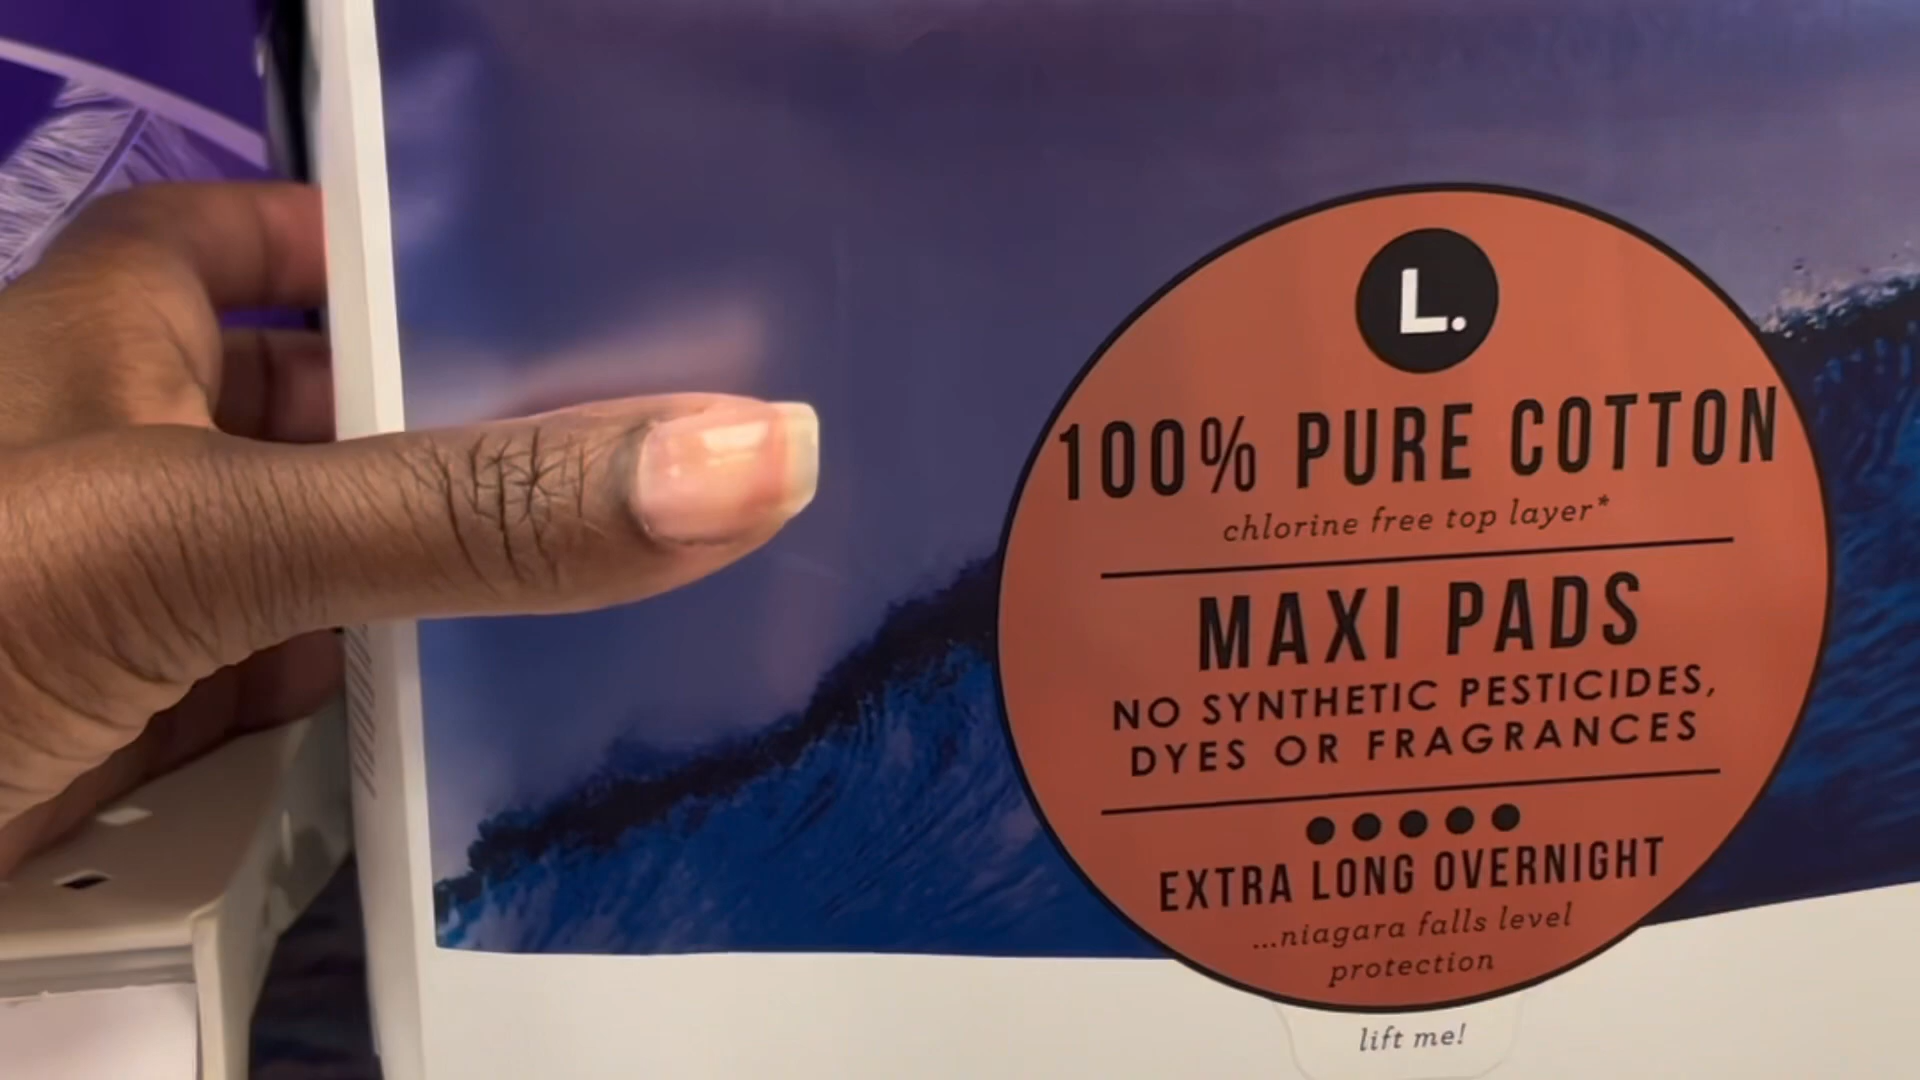 L.
100% PURE COTTON
chlorine free top layer*
MAXI PADS
NO SYNTHETIC PESTICIDES,
DYES OR FRAGRANCES
EXTRA LONG OVERNIGHT
...niagara falls level
protection
lift me!